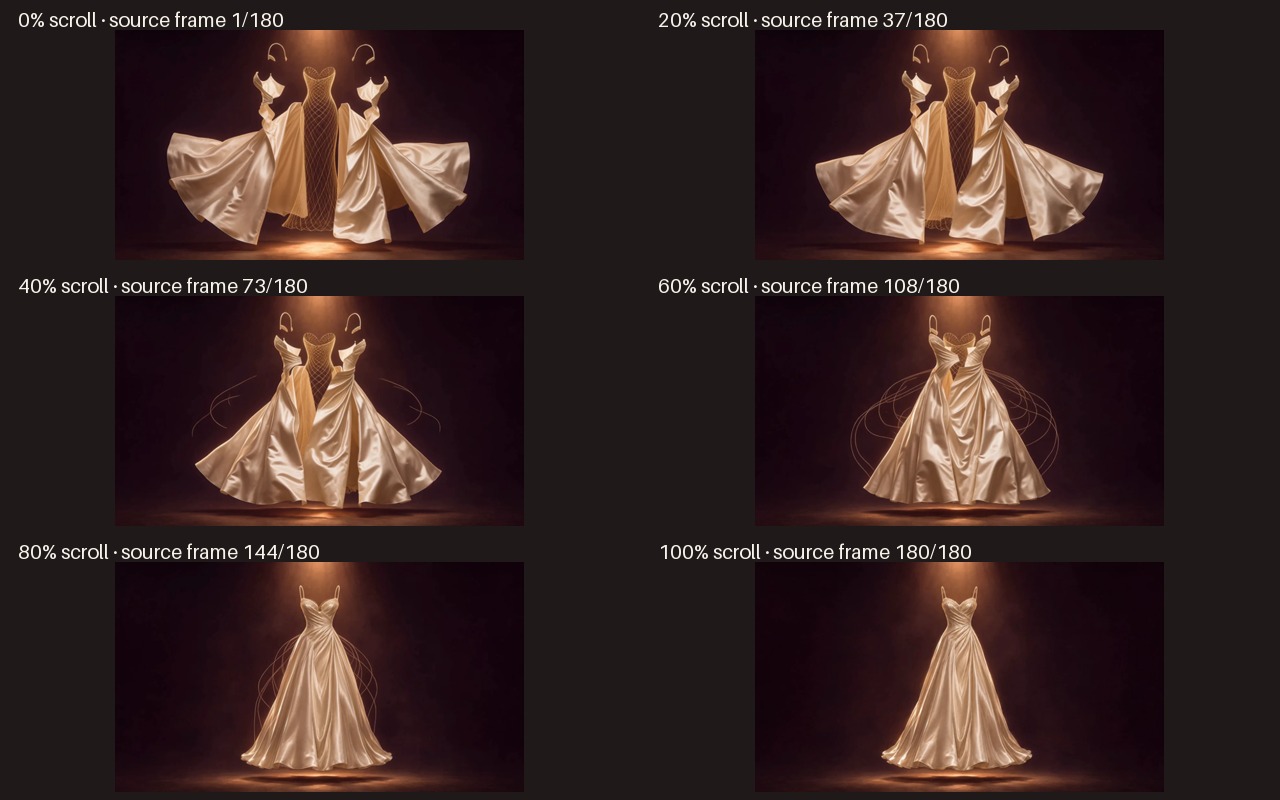 0% scroll · source frame 1/180
20% scroll · source frame 37/180
40% scroll · source frame 73/180
60% scroll · source frame 108/180
80% scroll · source frame 144/180
100% scroll · source frame 180/180